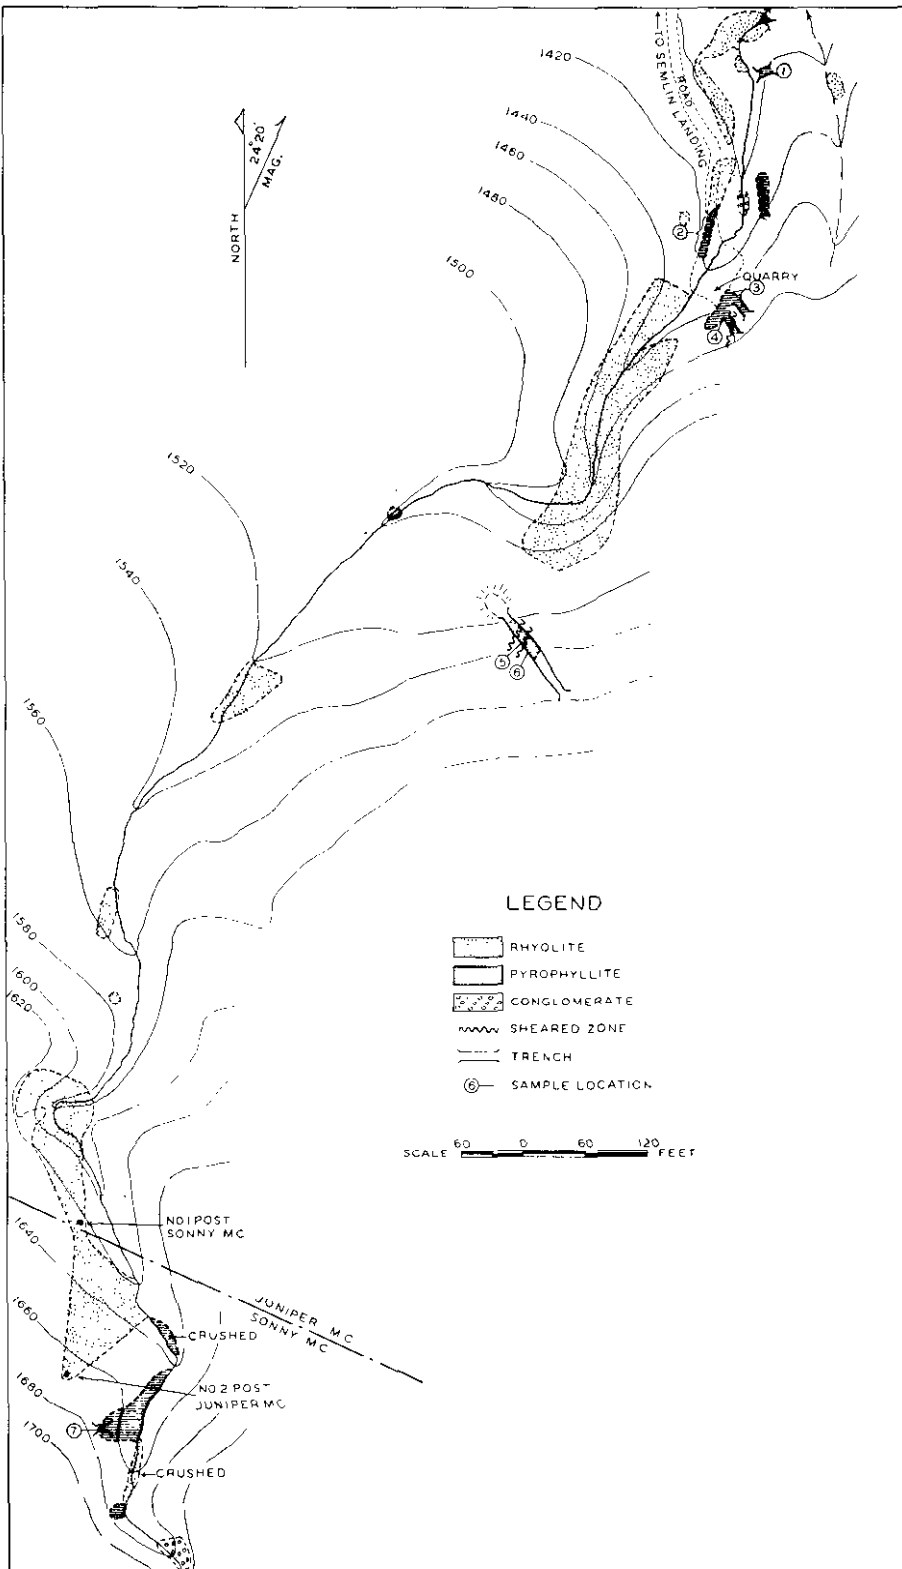 1420
TO SEMLIN LANDING
ROAD
1
1440
1460
1480
24°20'
MAG.
NORTH
2
1500
QUARRY
3
4
1520
1540
5
6
1560
LEGEND
RHYOLITE
PYROPHYLLITE
CONGLOMERATE
SHEARED ZONE
TRENCH
6 SAMPLE LOCATION
1580
1600
1620
SCALE 60 0 60 120 FEET
NO1 POST
SONNY MC
1640
JUNIPER MC
SONNY MC
1660
CRUSHED
NO 2 POST
JUNIPER MC
1680
1700
7
CRUSHED